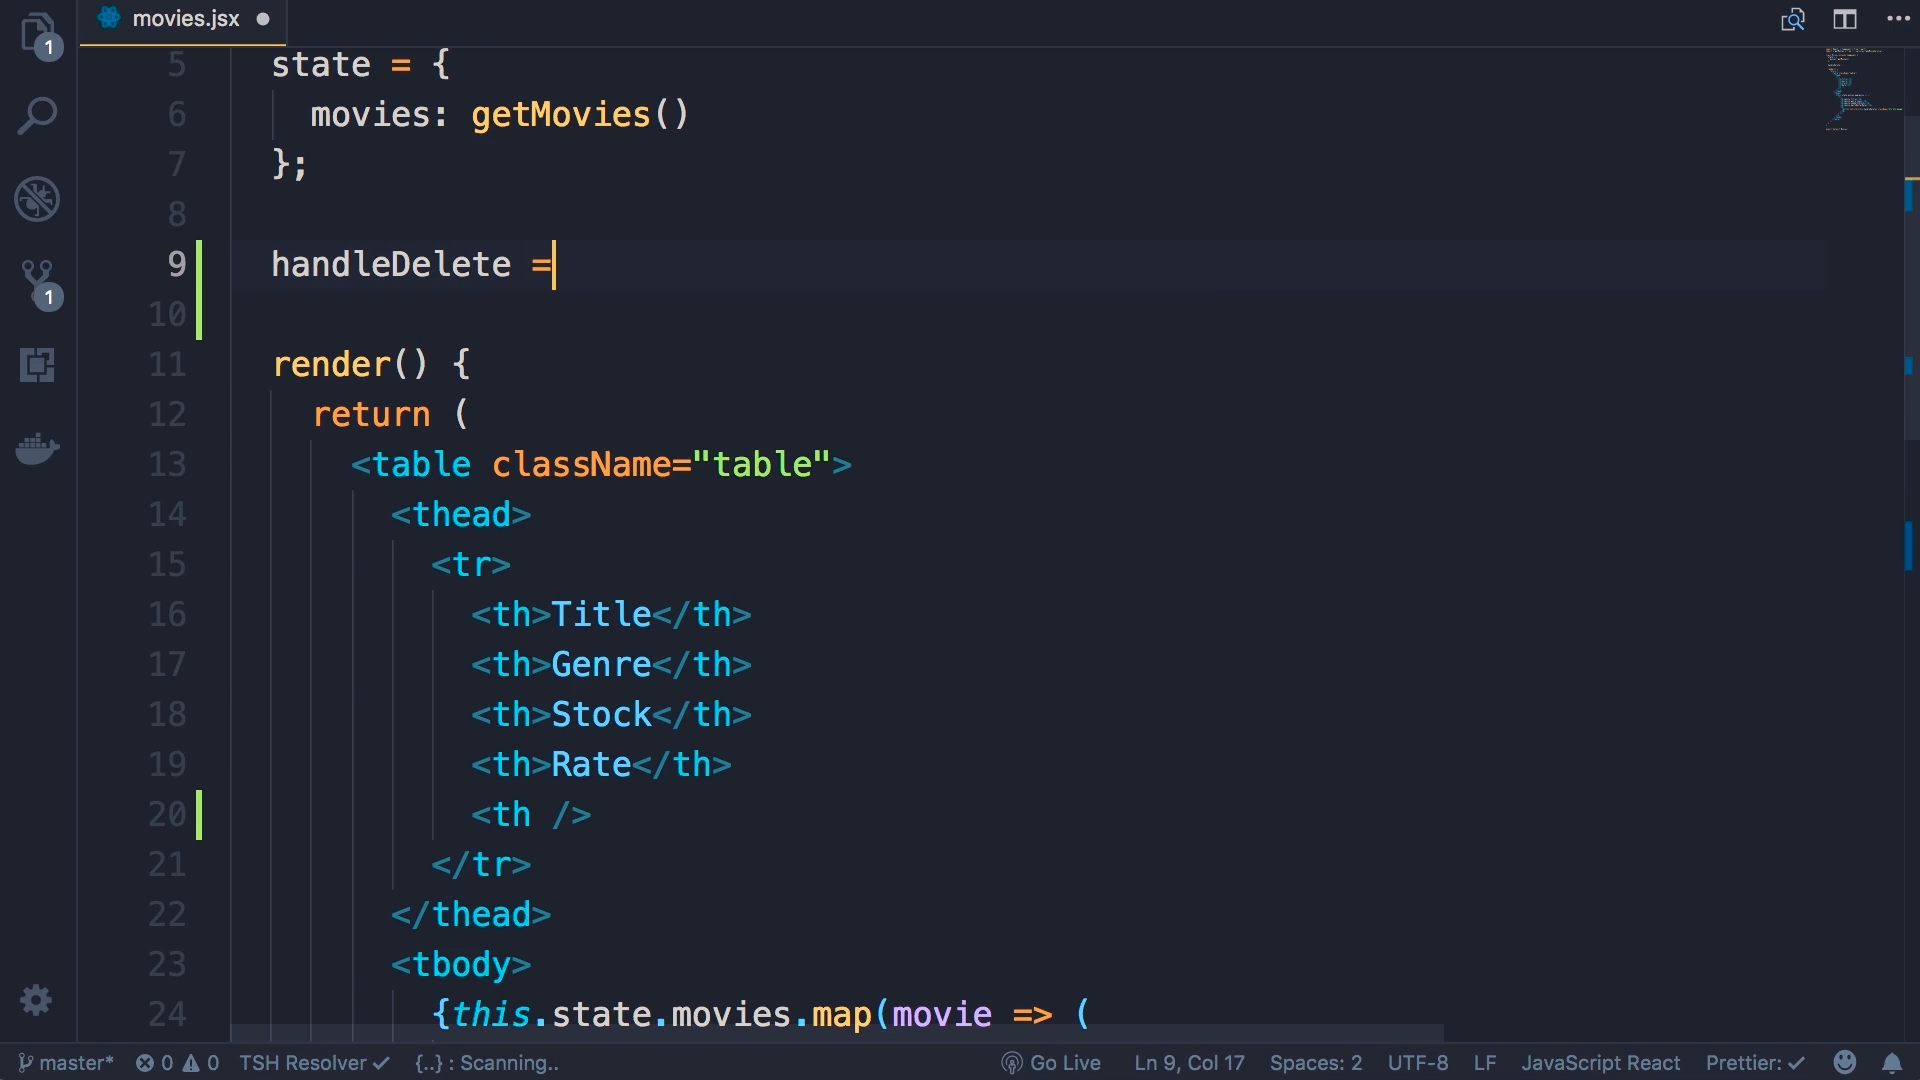 movies.jsx
5 state = {
6 movies: getMovies()
7 };
8
9 handleDelete =
10
11 render() {
12 return (
13 <table className="table">
14 <thead>
15 <tr>
16 <th>Title</th>
17 <th>Genre</th>
18 <th>Stock</th>
19 <th>Rate</th>
20 <th />
21 </tr>
22 </thead>
23 <tbody>
24 {this.state.movies.map(movie => (
1
1
master* 0 0 TSH Resolver {..} : Scanning.. Go Live Ln 9, Col 17 Spaces: 2 UTF-8 LF JavaScript React Prettier: